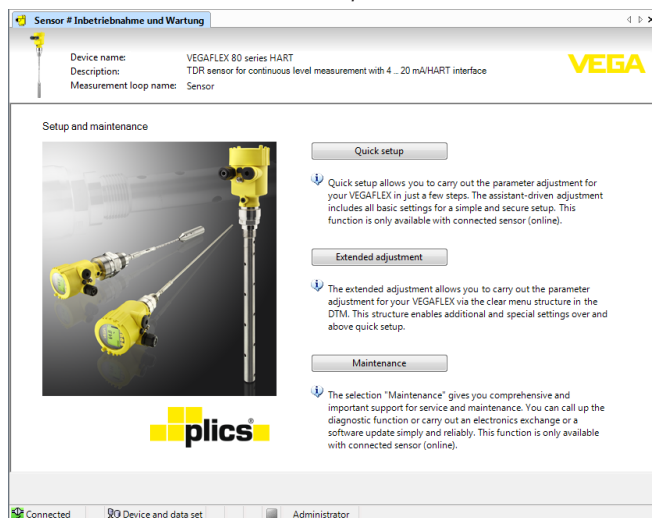 Sensor # Inbetriebnahme und Wartung
Device name: VEGAFLEX 80 series HART
Description: TDR sensor for continuous level measurement with 4 .. 20 mA/HART interface
Measurement loop name: Sensor
VEGA
Setup and maintenance
Quick setup
Quick setup allows you to carry out the parameter adjustment for
your VEGAFLEX in just a few steps. The assistant-driven adjustment
includes all basic settings for a simple and secure setup. This
function is only available with connected sensor (online).
Extended adjustment
The extended adjustment allows you to carry out the parameter
adjustment for your VEGAFLEX via the clear menu structure in the
DTM. This structure enables additional and special settings over and
above quick setup.
Maintenance
The selection "Maintenance" gives you comprehensive and
important support for service and maintenance. You can call up the
diagnostic function or carry out an electronics exchange or a
software update simply and reliably. This function is only available
with connected sensor (online).
plics®
Connected Device and data set Administrator